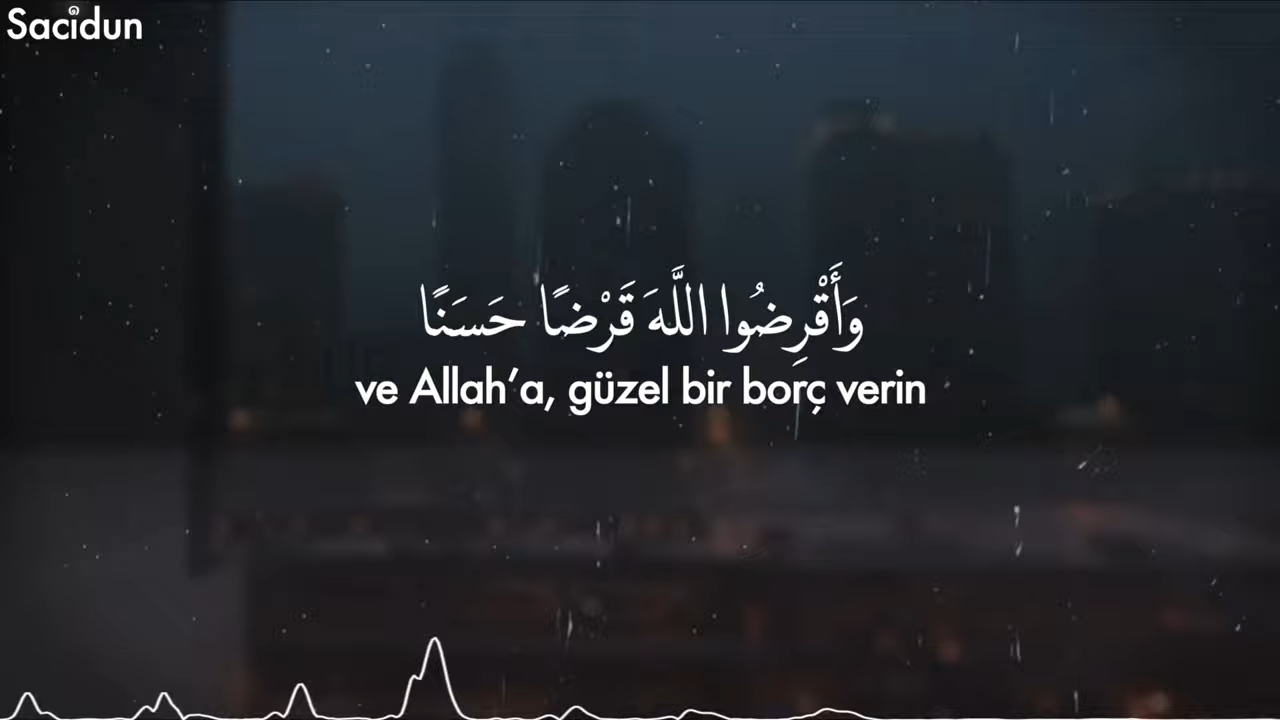 Sacidun
وَأَقْرِضُوا اللَّهَ قَرْضًا حَسَنًا
ve Allah’a, güzel bir borç verin